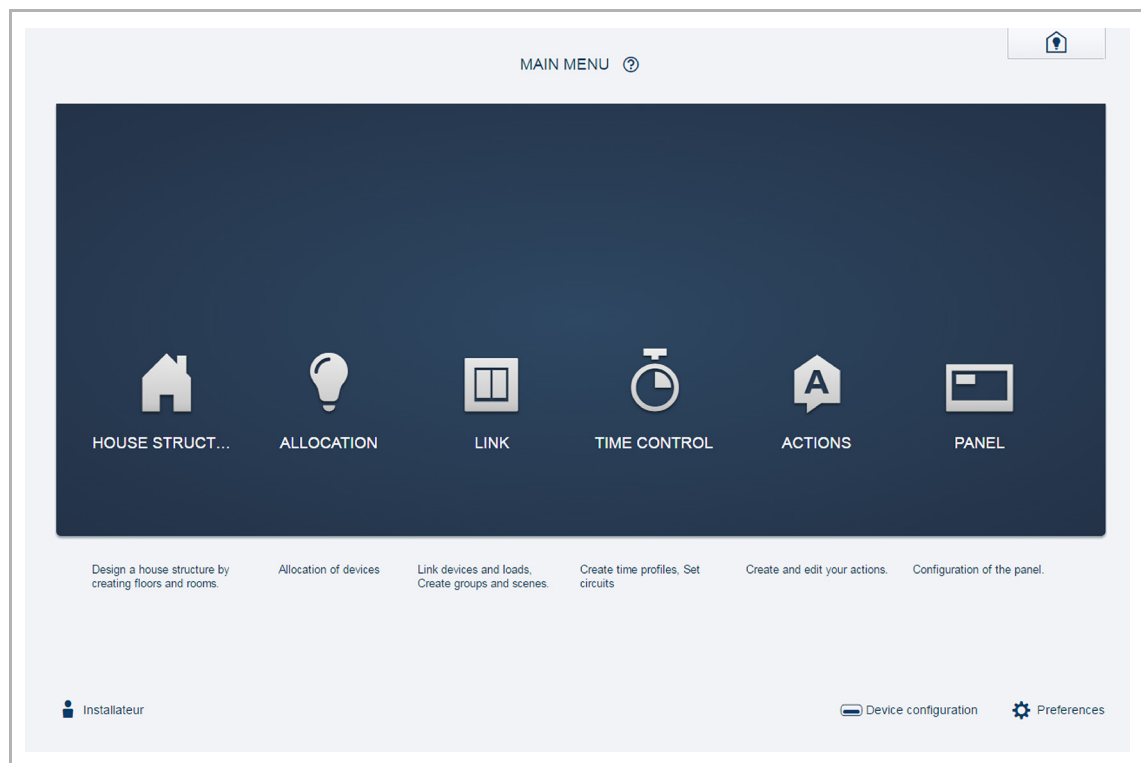 MAIN MENU ?
A
HOUSE STRUCT...
ALLOCATION
LINK
TIME CONTROL
ACTIONS
PANEL
Design a house structure by
creating floors and rooms.
Allocation of devices
Link devices and loads,
Create groups and scenes.
Create time profiles, Set
circuits
Create and edit your actions.
Configuration of the panel.
Installateur
Device configuration
Preferences